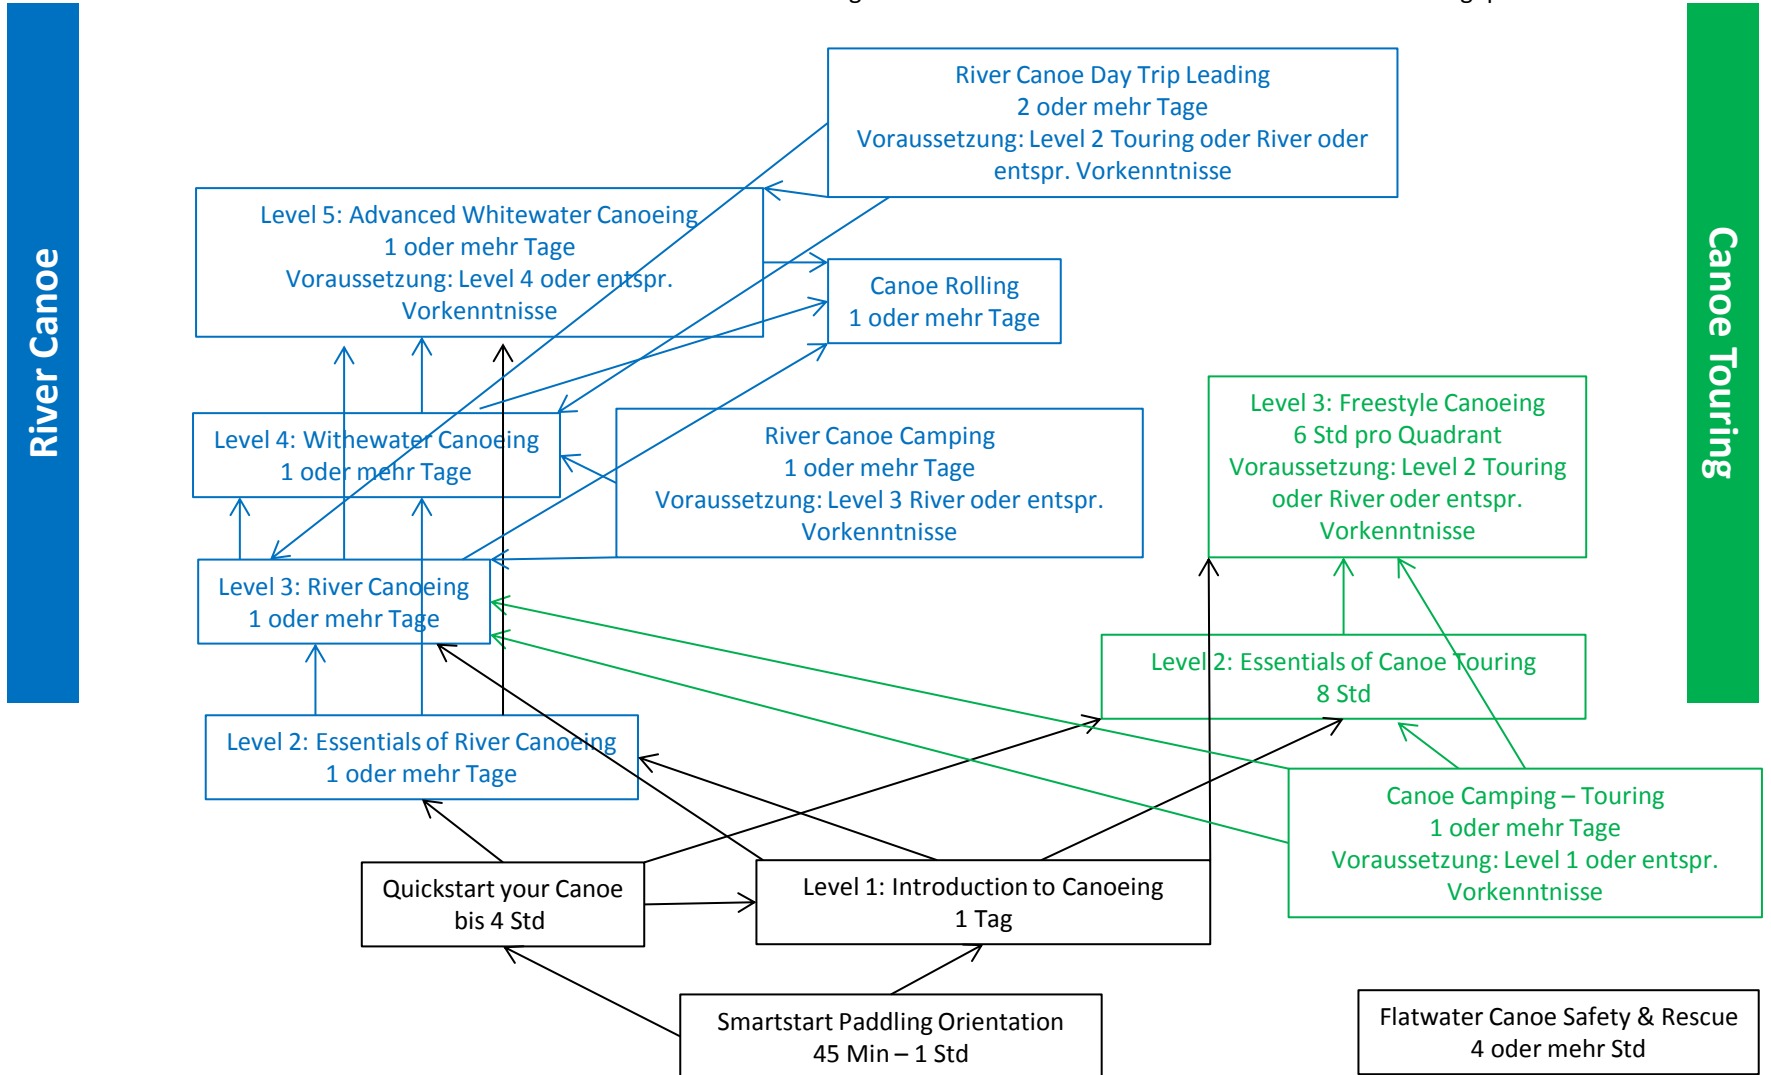 River Canoe
Canoe Touring
River Canoe Day Trip Leading
2 oder mehr Tage
Voraussetzung: Level 2 Touring oder River oder
entspr. Vorkenntnisse
Level 5: Advanced Whitewater Canoeing
1 oder mehr Tage
Voraussetzung: Level 4 oder entspr.
Vorkenntnisse
Canoe Rolling
1 oder mehr Tage
Level 4: Withewater Canoeing
1 oder mehr Tage
River Canoe Camping
1 oder mehr Tage
Voraussetzung: Level 3 River oder entspr.
Vorkenntnisse
Level 3: Freestyle Canoeing
6 Std pro Quadrant
Voraussetzung: Level 2 Touring
oder River oder entspr.
Vorkenntnisse
Level 3: River Canoeing
1 oder mehr Tage
Level 2: Essentials of Canoe Touring
8 Std
Level 2: Essentials of River Canoeing
1 oder mehr Tage
Canoe Camping – Touring
1 oder mehr Tage
Voraussetzung: Level 1 oder entspr.
Vorkenntnisse
Quickstart your Canoe
bis 4 Std
Level 1: Introduction to Canoeing
1 Tag
Smartstart Paddling Orientation
45 Min – 1 Std
Flatwater Canoe Safety & Rescue
4 oder mehr Std